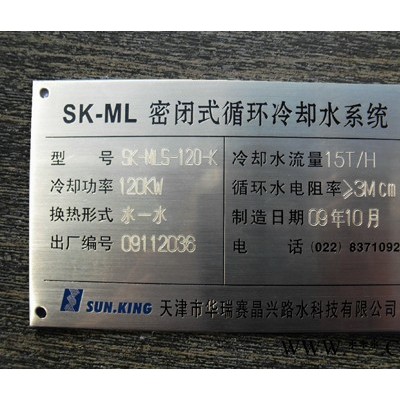 SK-ML 密闭式循环冷却水系统
型 号 SK-MLS-120-K 冷却水流量 15T/H
冷却功率 120KW 循环水电阻率 ≥3Mcm
换热形式 水一水 制造日期 09年10月
出厂编号 09112036 电 话 (022) 8371092
SUN.KING 天津市华瑞赛晶兴路水科技有限公司